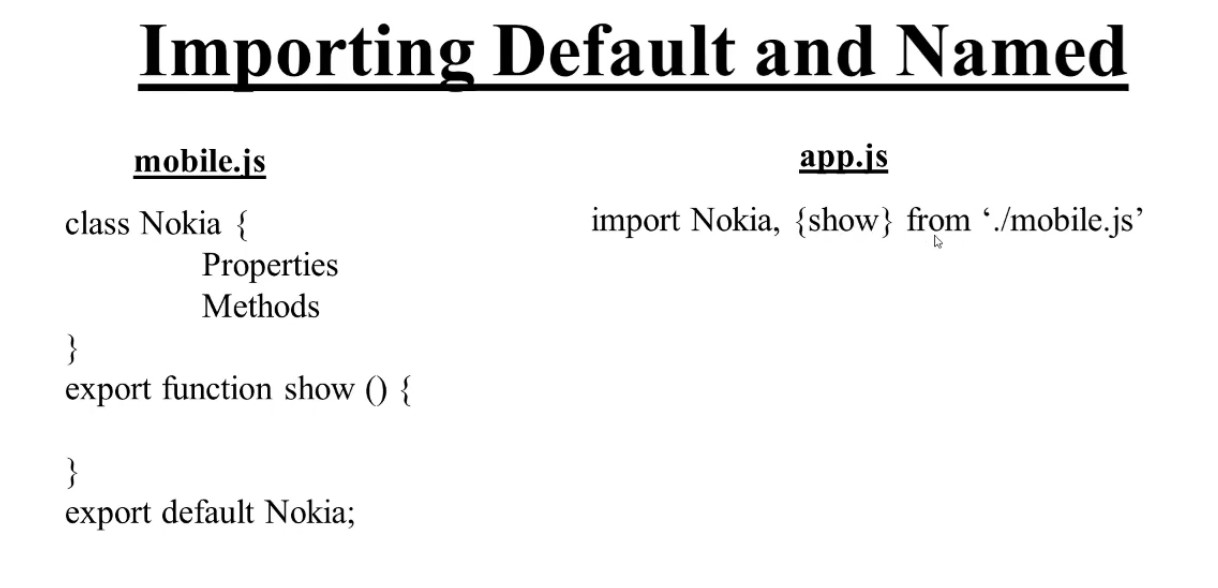 Importing Default and Named
mobile.js
class Nokia {
Properties
Methods
}
export function show () {
}
export default Nokia;
app.js
import Nokia, {show} from ‘./mobile.js’